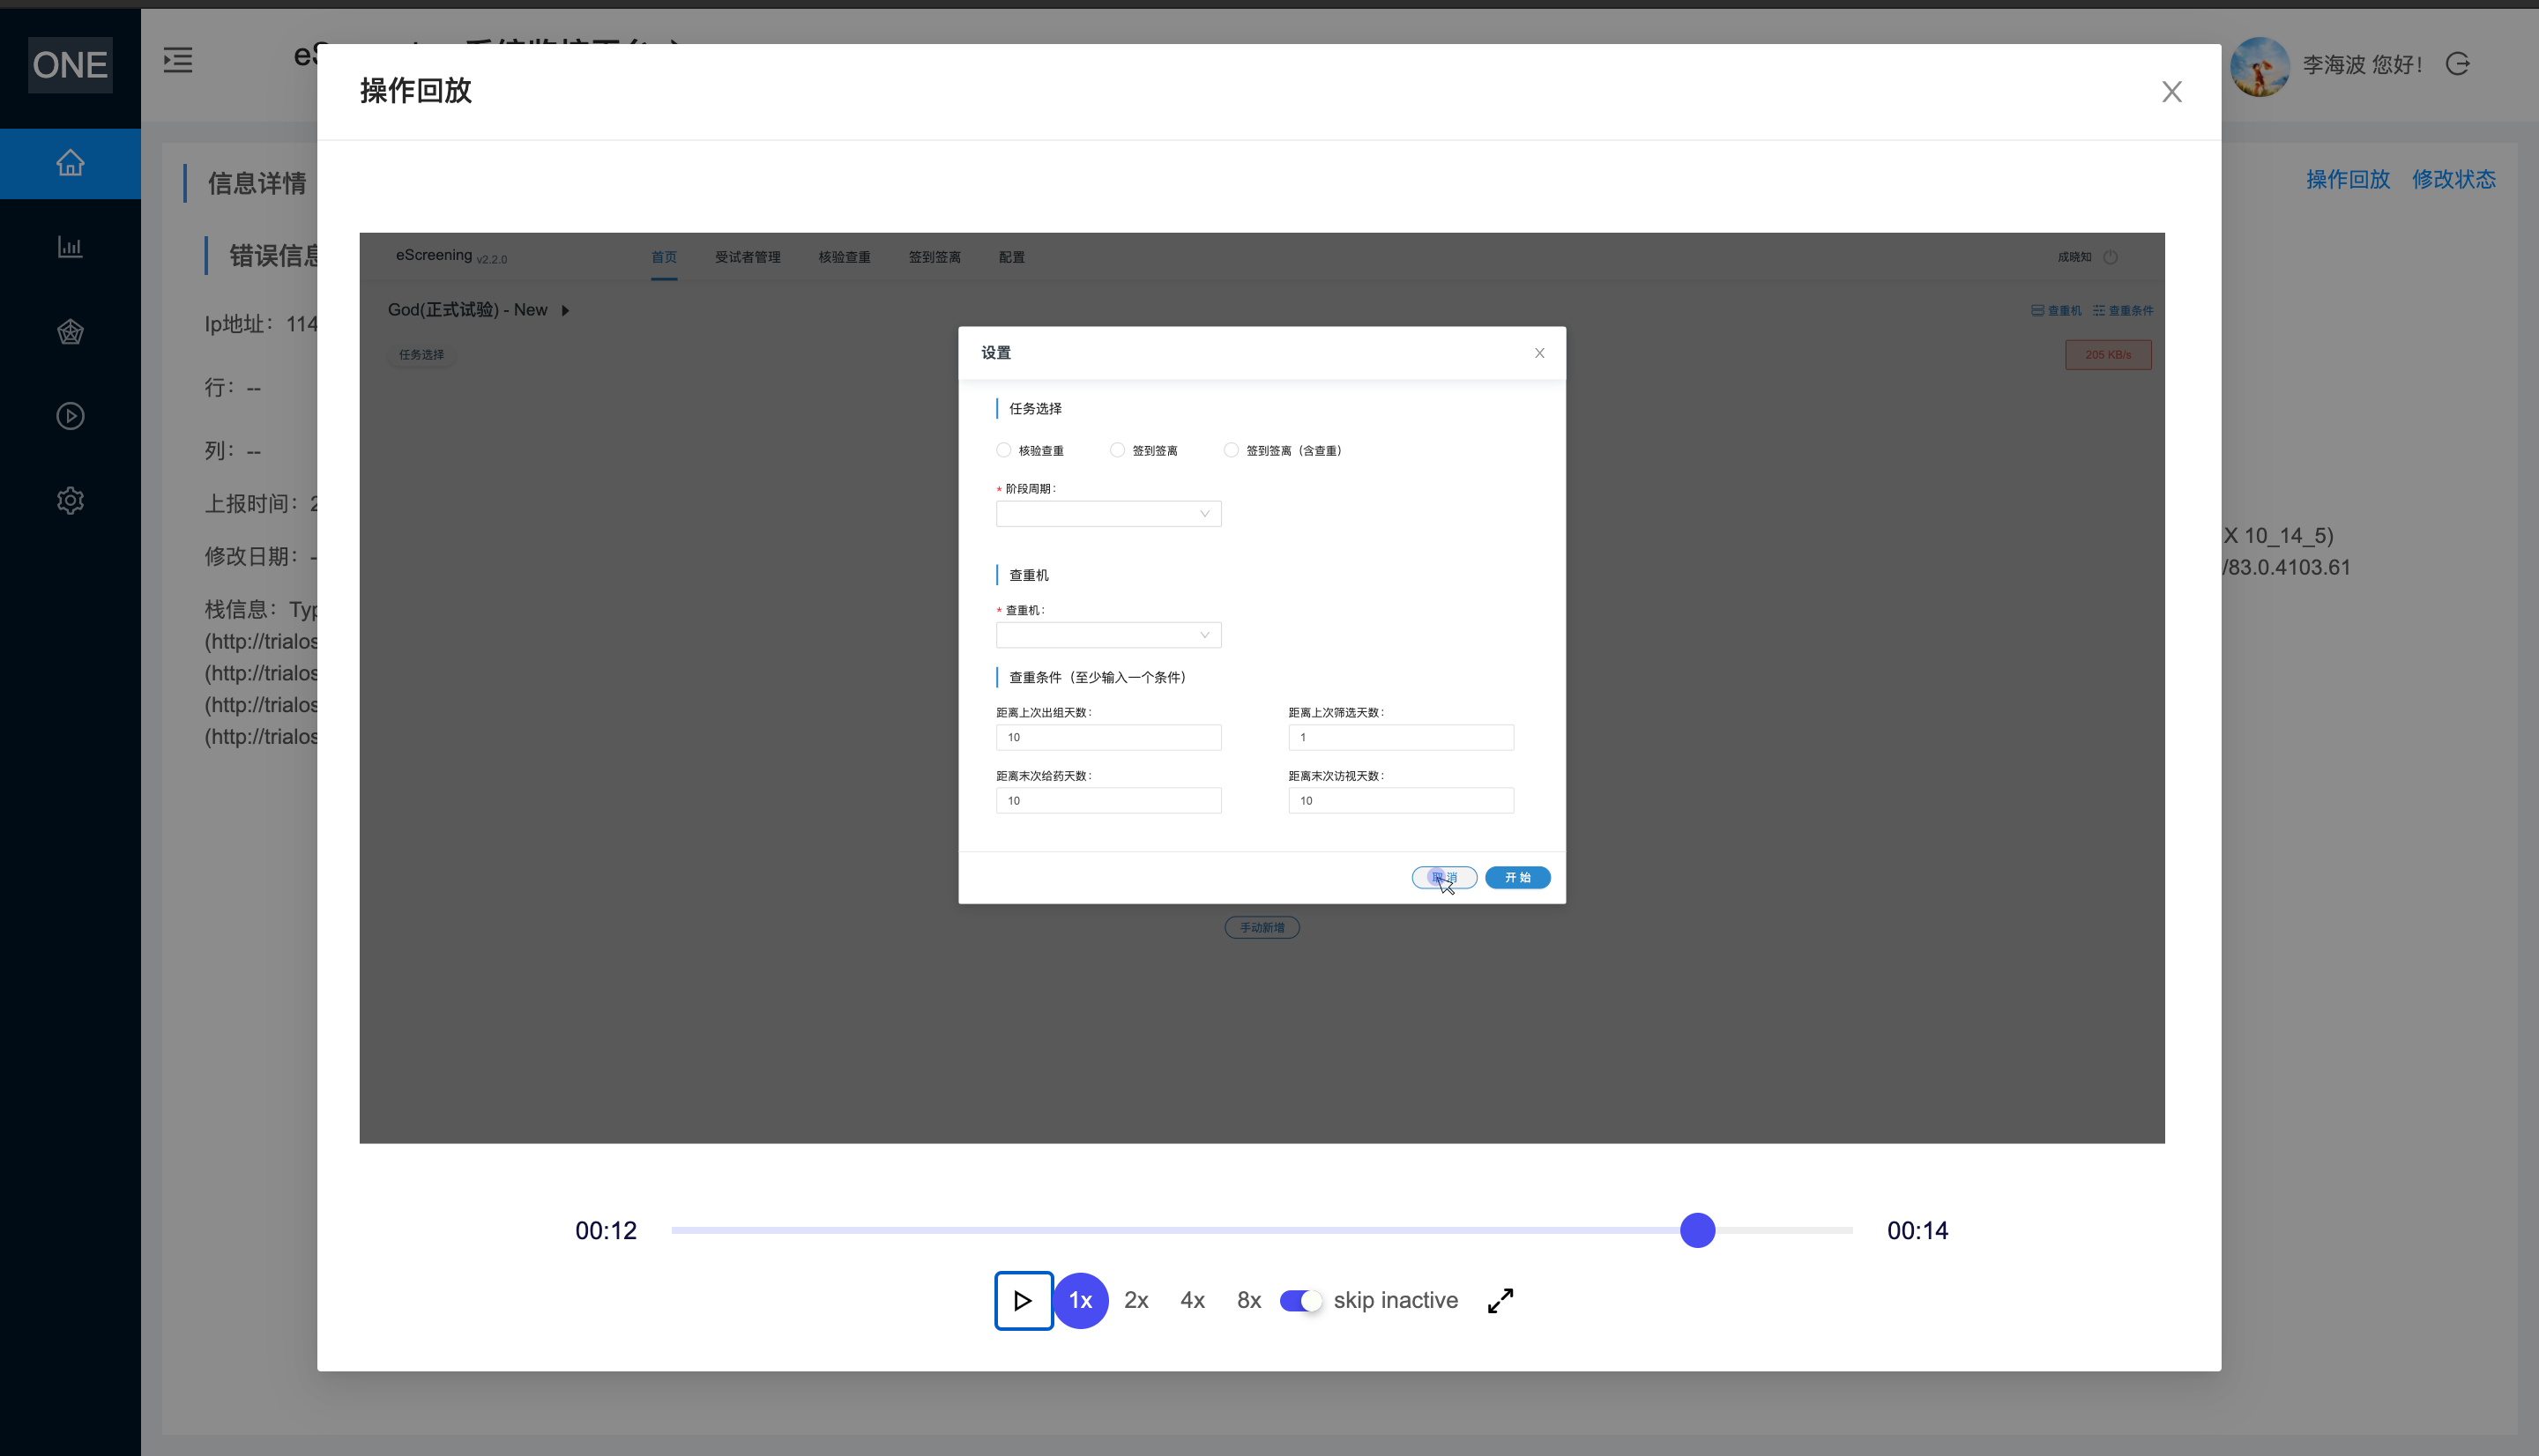 ONE
操作回放
李海波 您好！
信息详情
操作回放 修改状态
错误信息
Ip地址：114
行：--
列：--
上报时间：2
修改日期：-
栈信息：Typ
(http://trialos
(http://trialos
(http://trialos
(http://trialos
X 10_14_5)
/83.0.4103.61
eScreening v2.2.0
首页 受试者管理 核验查重 签到签离 配置
成晓知
God(正式试验) - New
查重机 查重条件
任务选择
205 KB/s
设置
任务选择
核验查重 签到签离 签到签离（含查重）
* 阶段周期：
查重机
* 查重机：
查重条件（至少输入一个条件）
距离上次出组天数： 距离上次筛选天数：
10 1
距离末次给药天数： 距离末次访视天数：
10 10
取消 开始
手动新增
00:12 00:14
1x 2x 4x 8x skip inactive